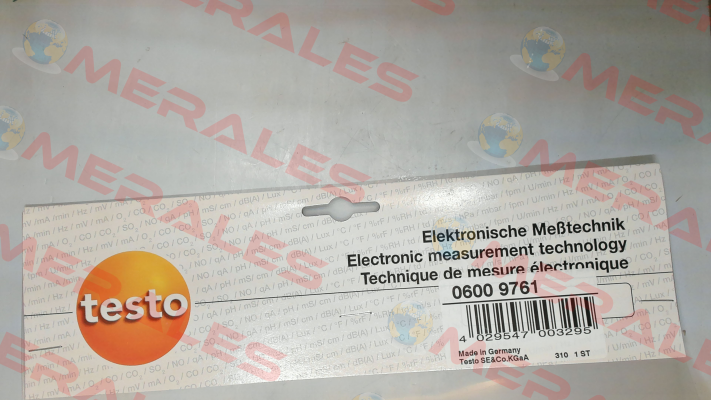 MERALES
Elektronische Meßtechnik
Electronic measurement technology
Technique de mesure électronique
testo
0600 9761
4 029547 003295
Made in Germany
Testo SE&Co.KGaA 310 1 ST